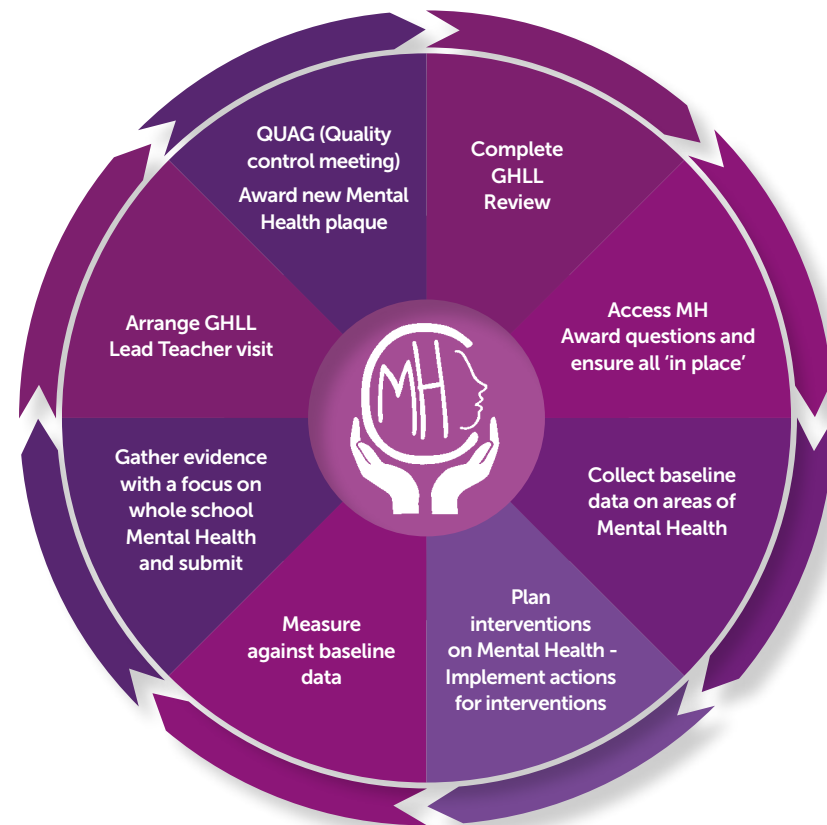 Complete
GHLL
Review
Access MH
Award questions and
ensure all ‘in place’
Collect baseline
data on areas of
Mental Health
Plan
interventions
on Mental Health -
Implement actions
for interventions
Measure
against baseline
data
Gather evidence
with a focus on
whole school
Mental Health
and submit
Arrange GHLL
Lead Teacher visit
QUAG (Quality
control meeting)
Award new Mental
Health plaque
MH